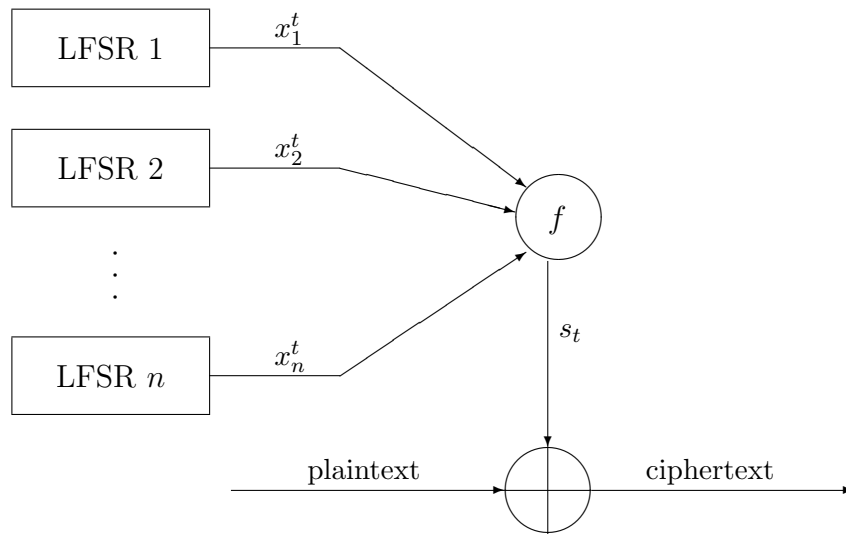 LFSR 1
x_1^t
LFSR 2
x_2^t
f
LFSR n
x_n^t
s_t
plaintext
ciphertext